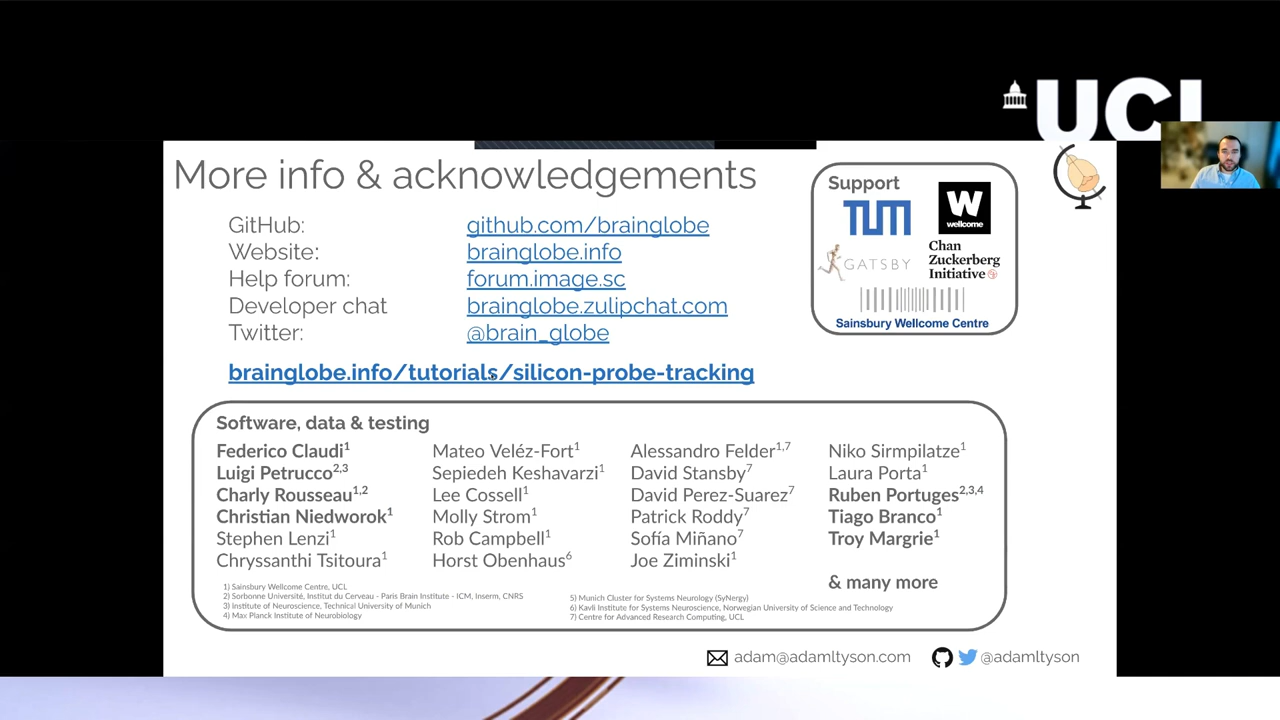 UCL
More info & acknowledgements
GitHub: github.com/brainglobe
Website: brainglobe.info
Help forum: forum.image.sc
Developer chat brainglobe.zulipchat.com
Twitter: @brain_globe
brainglobe.info/tutorials/silicon-probe-tracking
Support
TUM
W
wellcome
GATSBY
Chan
Zuckerberg
Initiative
Sainsbury Wellcome Centre
Software, data & testing
Federico Claudi1
Luigi Petrucco2,3
Charly Rousseau1,2
Christian Niedworok1
Stephen Lenzi1
Chryssanthi Tsitoura1
Mateo Veléz-Fort1
Sepiedeh Keshavarzi1
Lee Cossell1
Molly Strom1
Rob Campbell1
Horst Obenhaus6
Alessandro Felder1,7
David Stansby7
David Perez-Suarez7
Patrick Roddy7
Sofía Miñano7
Joe Ziminski1
Niko Sirmpilatze1
Laura Porta1
Ruben Portugues2,3,4
Tiago Branco1
Troy Margrie1
& many more
1) Sainsbury Wellcome Centre, UCL
2) Sorbonne Université, Institut du Cerveau - Paris Brain Institute - ICM, Inserm, CNRS
3) Institute of Neuroscience, Technical University of Munich
4) Max Planck Institute of Neurobiology
5) Munich Cluster for Systems Neurology (SyNergy)
6) Kavli Institute for Systems Neuroscience, Norwegian University of Science and Technology
7) Centre for Advanced Research Computing, UCL
adam@adamltyson.com @adamltyson